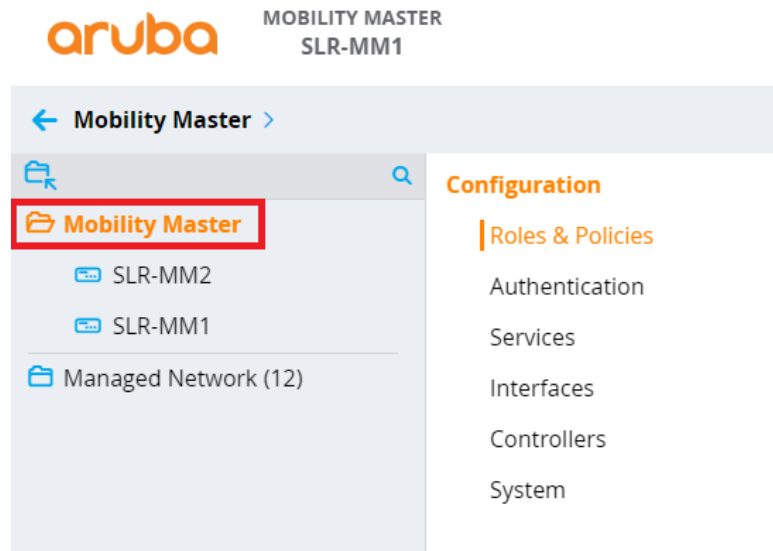 aruba
MOBILITY MASTER
SLR-MM1
Mobility Master >
Mobility Master
SLR-MM2
SLR-MM1
Managed Network (12)
Configuration
Roles & Policies
Authentication
Services
Interfaces
Controllers
System